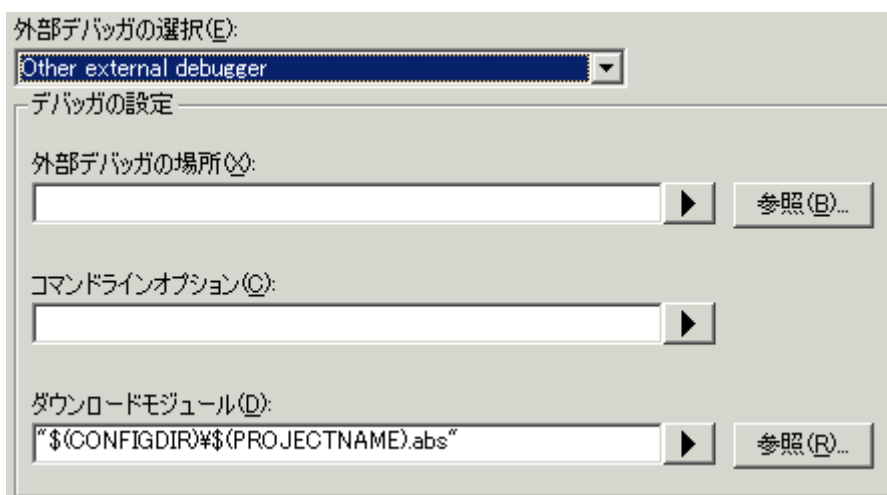 外部デバッガの選択(E):
Other external debugger
デバッガの設定
外部デバッガの場所(X):
参照(B)...
コマンドラインオプション(C):
ダウンロードモジュール(D):
"$(CONFIGDIR)¥$(PROJECTNAME).abs"
参照(R)...